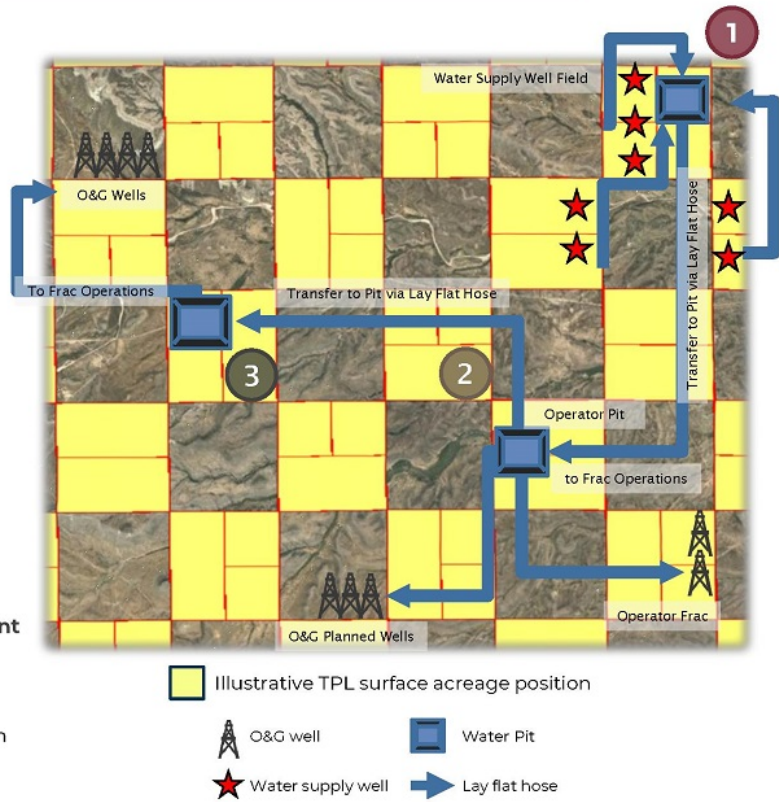 1
Water Supply Well Field
O&G Wells
Transfer to Pit via Lay Flat Hose
To Frac Operations
Transfer to Pit via Lay Flat Hose
3
2
Operator Pit
to Frac Operations
Operator Frac
O&G Planned Wells
nt
Illustrative TPL surface acreage position
n
O&G well
Water Pit
Water supply well
Lay flat hose